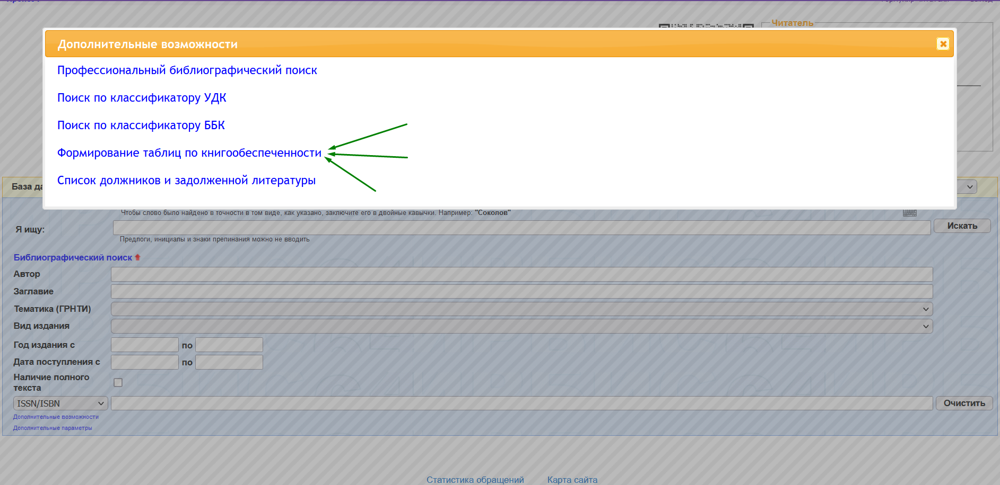 Читатель
Дополнительные возможности
Профессиональный библиографический поиск
Поиск по классификатору УДК
Поиск по классификатору ББК
Формирование таблиц по книгообеспеченности
Список должников и задолженной литературы
База
Чтобы слово было найдено в точности в том виде, как указано, заключите его в двойные кавычки. Например: "Соколов"
Я ищу:
Искать
Предлоги, инициалы и знаки препинания можно не вводить
Библиографический поиск
Автор
Заглавие
Тематика (ГРНТИ)
Вид издания
Год издания с
по
Дата поступления с
по
Наличие полного
текста
ISSN/ISBN
Очистить
Дополнительные возможности
Дополнительные параметры
Статистика обращений
Карта сайта